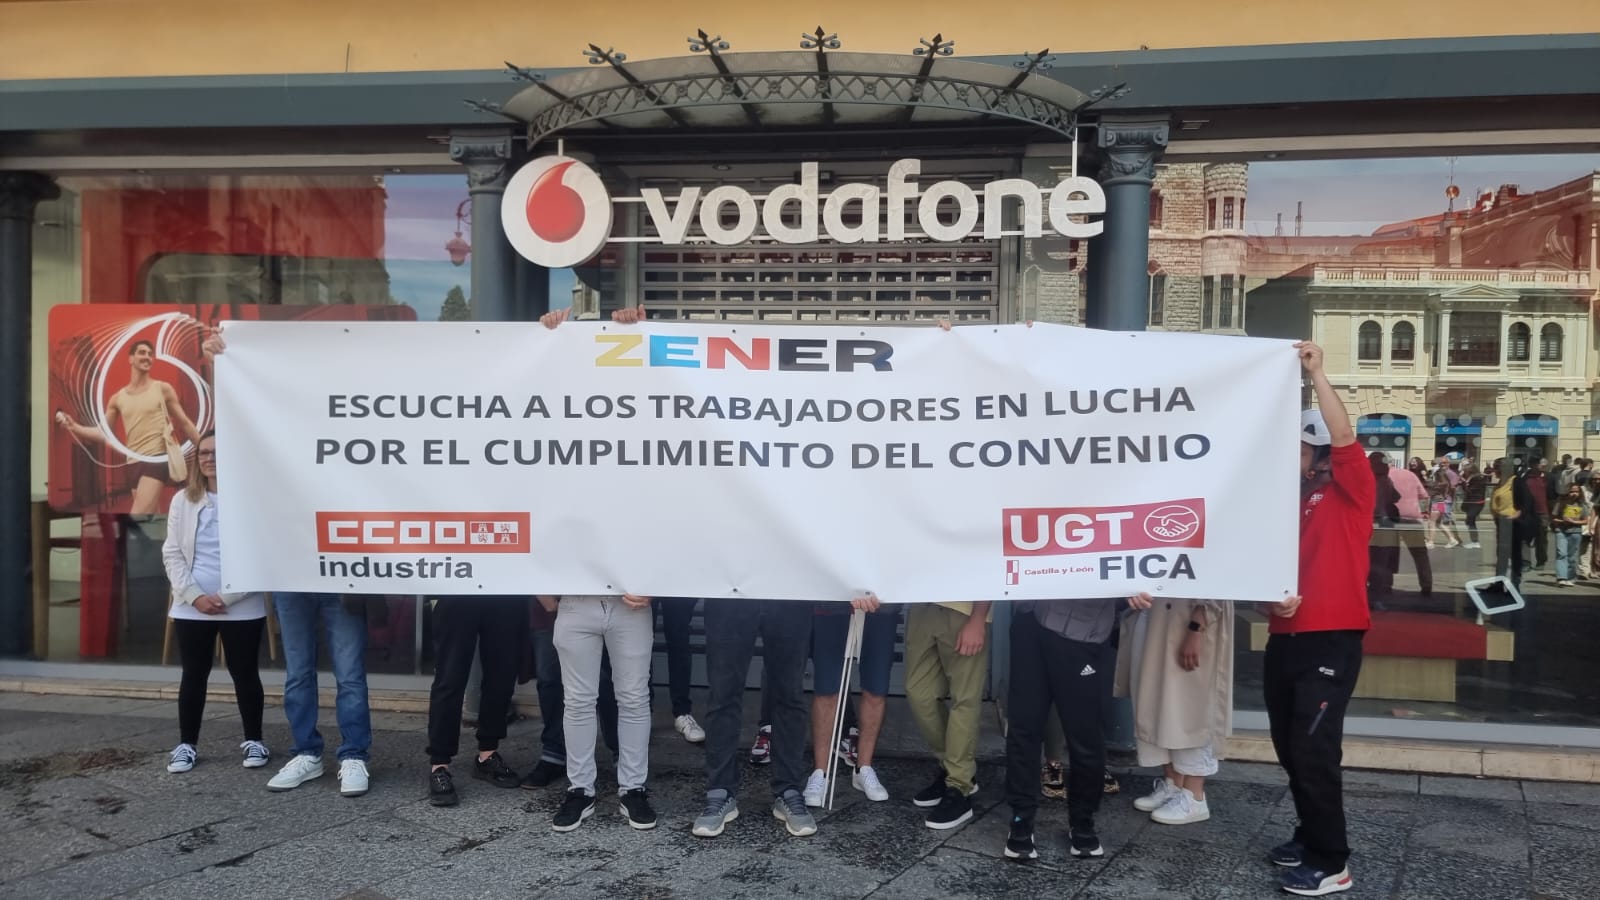 vodafone
ZENER
ESCUCHA A LOS TRABAJADORES EN LUCHA
POR EL CUMPLIMIENTO DEL CONVENIO
CCOO
industria
UGT
Castilla y León FICA